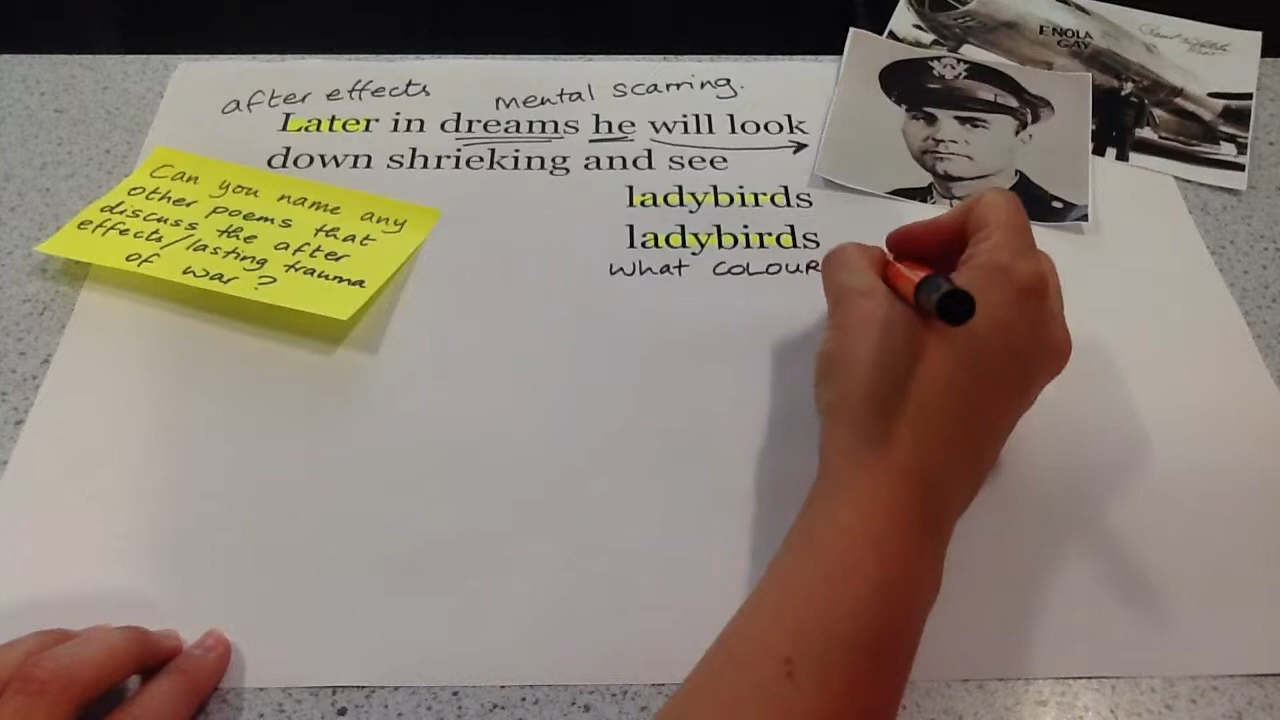 after effects
mental scarring.
Later in dreams he will look
down shrieking and see
ladybirds
ladybirds
What COLOUR
Can you name any
other poems that
discuss the after
effects/lasting trauma
of war?
ENOLA
GAY